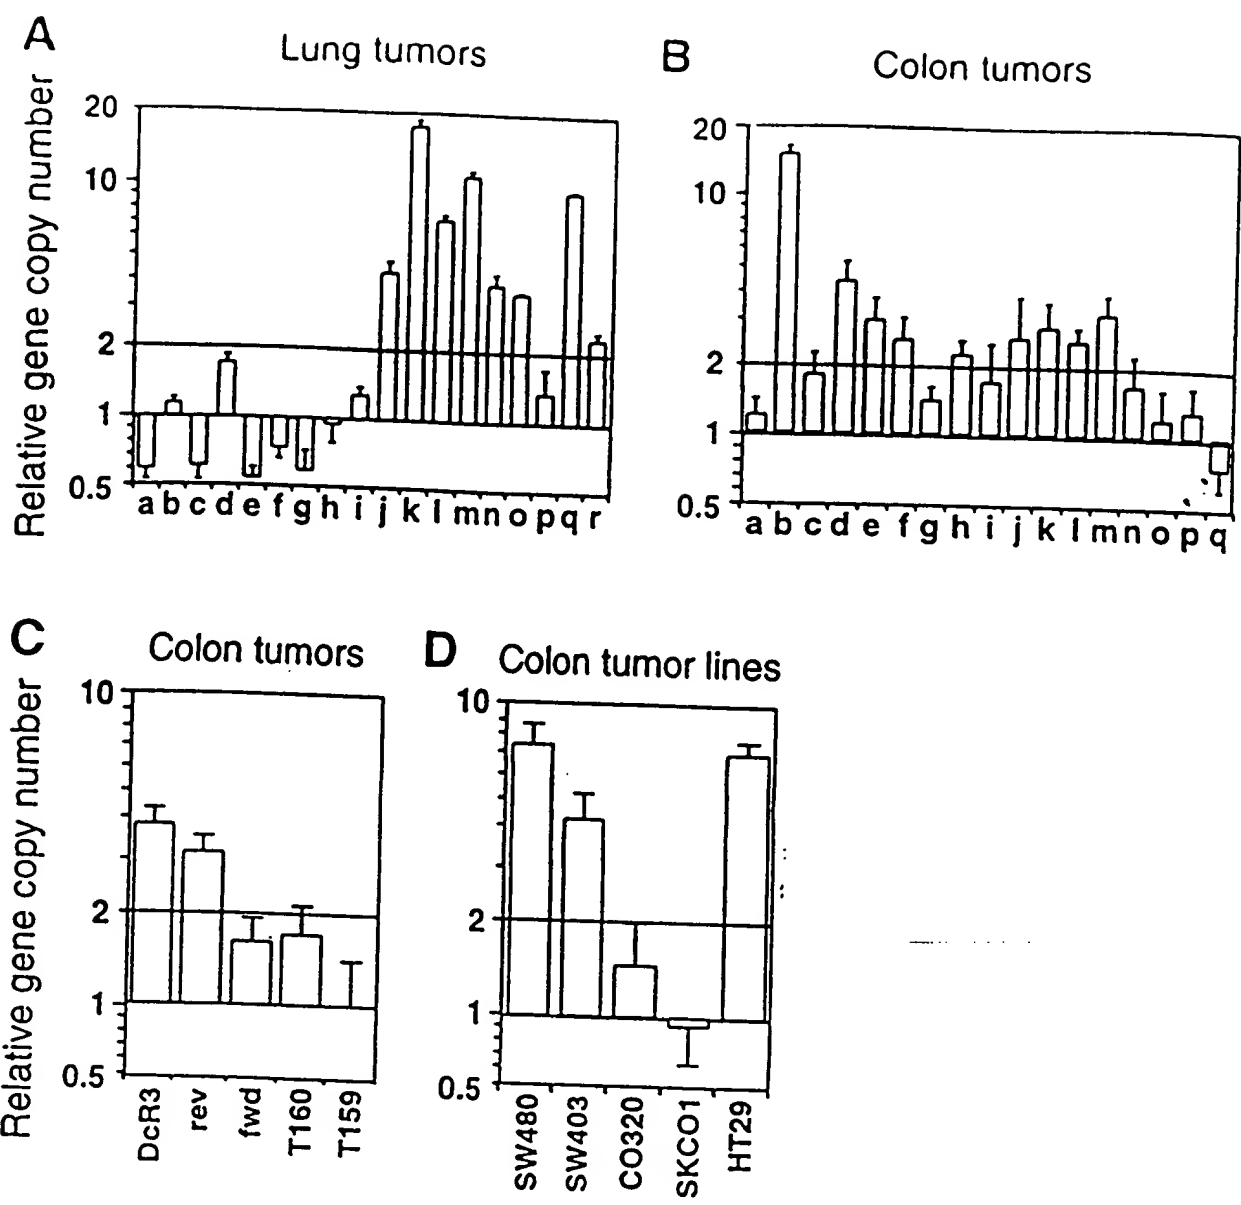 A
Lung tumors
Relative gene copy number
20
10
2
1
0.5
a b c d e f g h i j k l m n o p q r
B
Colon tumors
20
10
2
1
0.5
a b c d e f g h i j k l m n o p q
C
Colon tumors
Relative gene copy number
10
2
1
0.5
DcR3
rev
fwd
T160
T159
D
Colon tumor lines
10
2
1
0.5
SW480
SW403
CO320
SKCO1
HT29